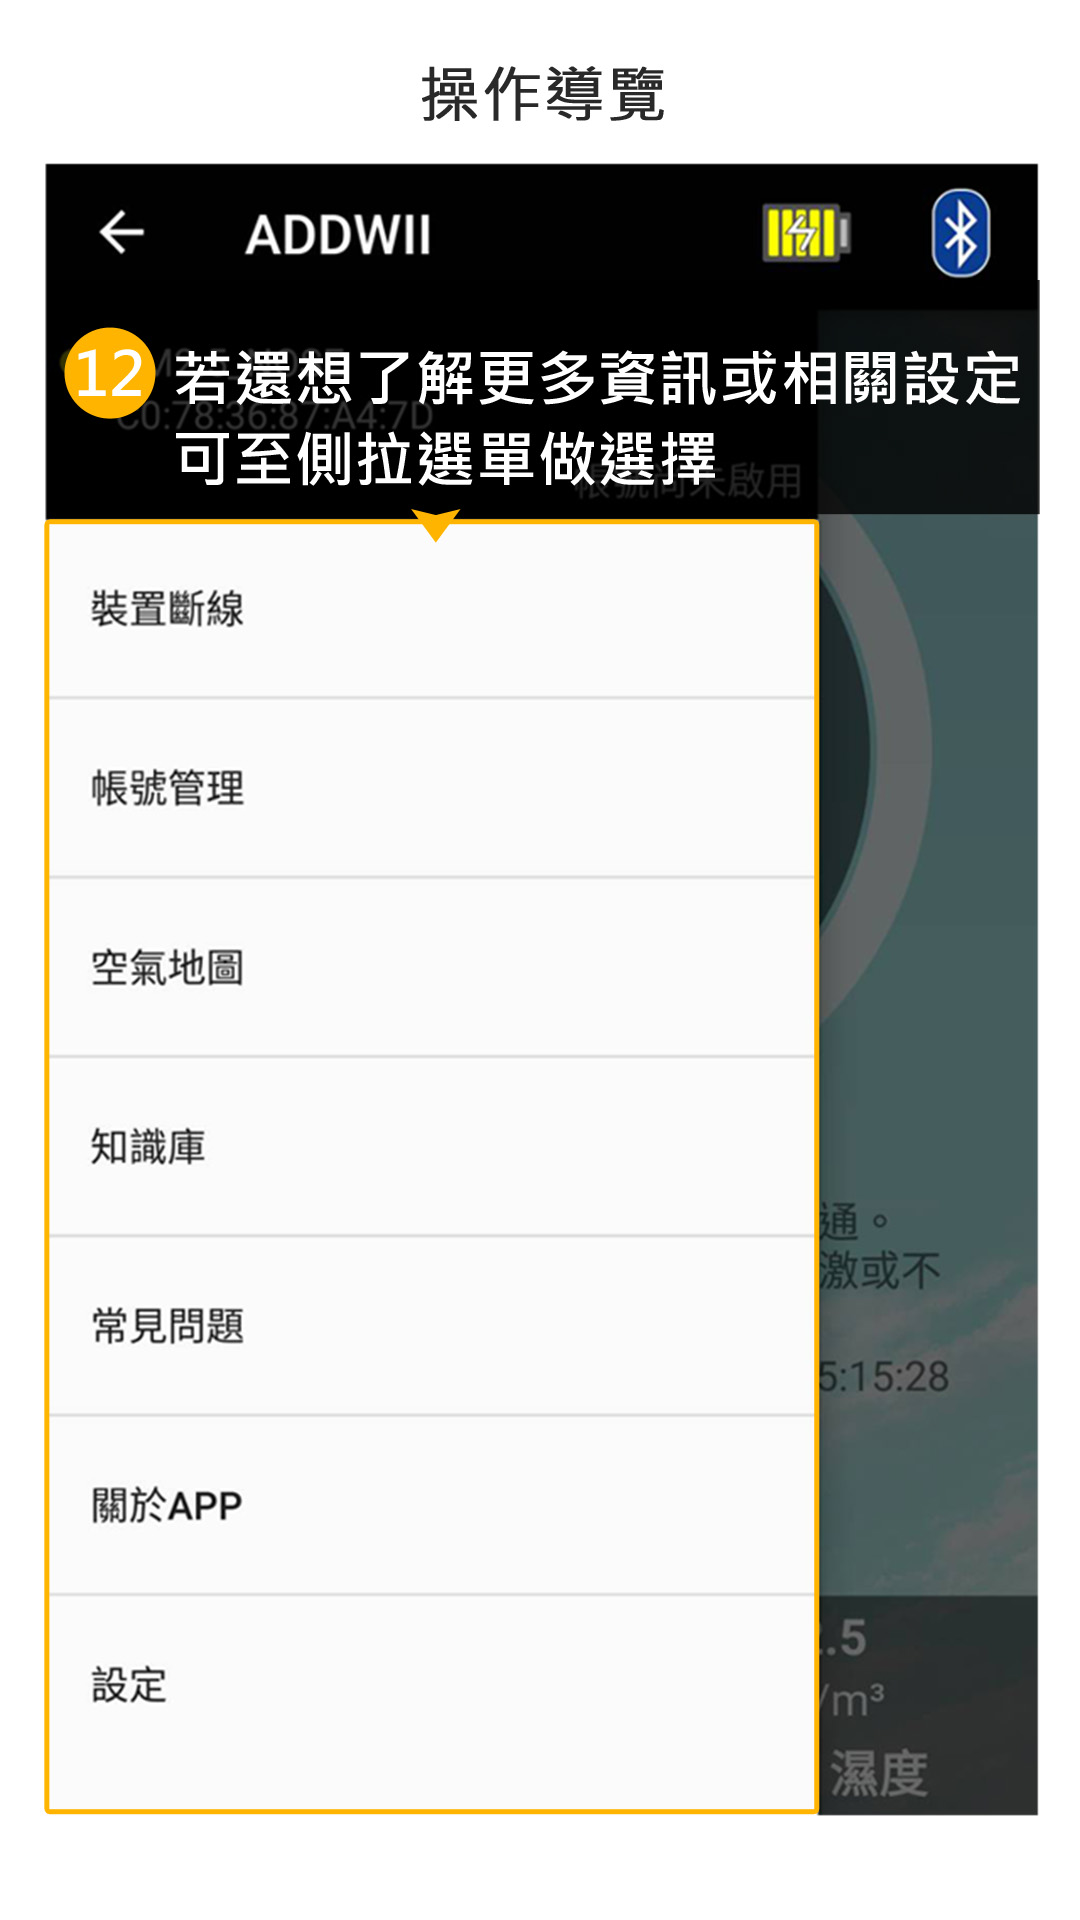 操作導覽
ADDWII
12 若還想了解更多資訊或相關設定
C0:78:36:87:A4:7D
可至側拉選單做選擇
帳號尚未啟用
裝置斷線
帳號管理
空氣地圖
知識庫
通。
激或不
常見問題
5:15:28
關於APP
.5
設定
/m³
濕度